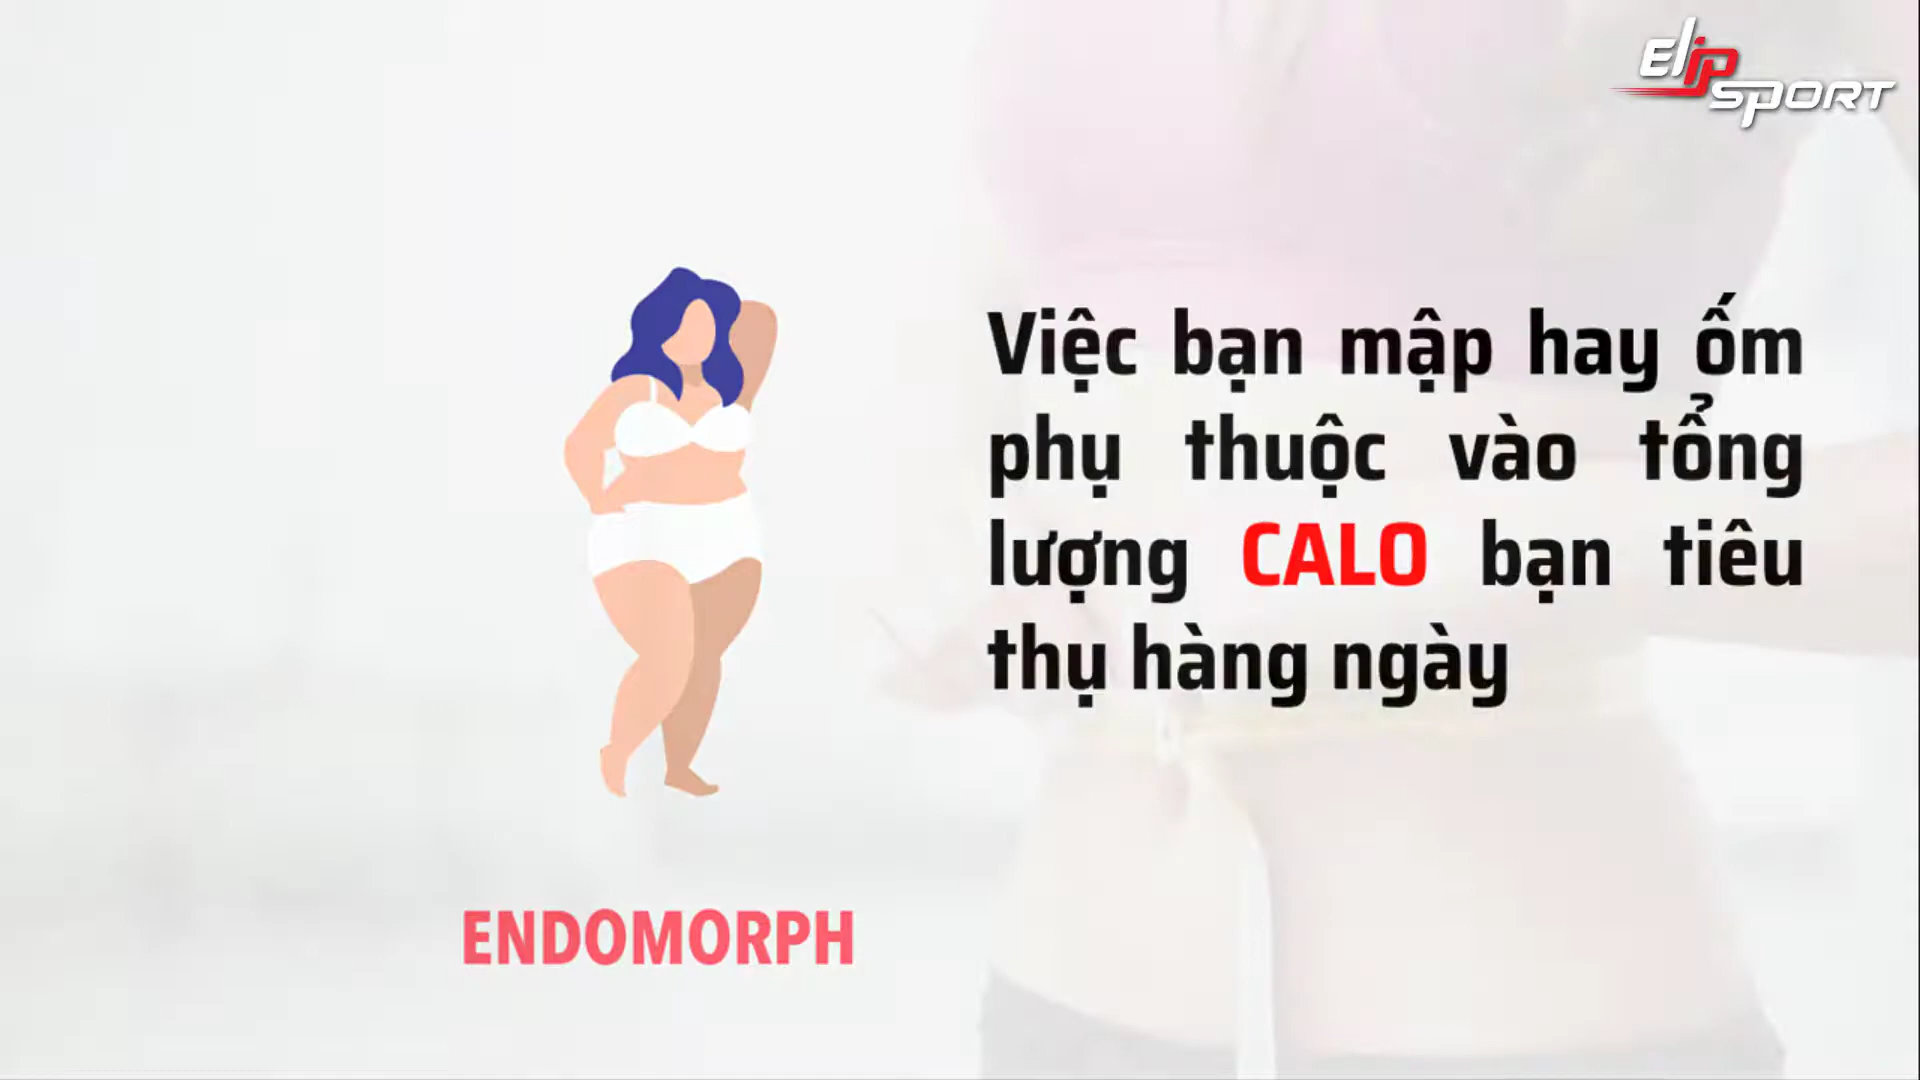 Elip
SPORT
Việc bạn mập hay ốm
phụ thuộc vào tổng
lượng CALO bạn tiêu
thụ hàng ngày
ENDOMORPH